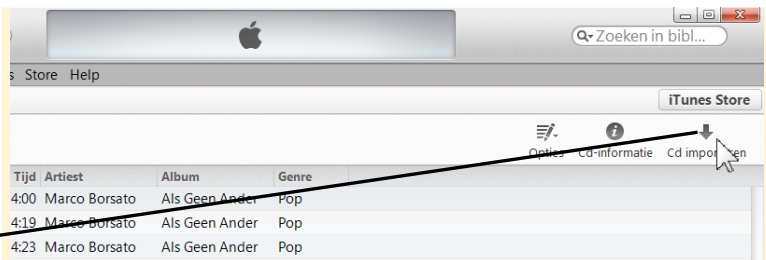 Zoeken in bibl...
Store Help
iTunes Store
Opties Cd-informatie Cd importeren
Tijd Artiest Album Genre
4:00 Marco Borsato Als Geen Ander Pop
4:19 Marco Borsato Als Geen Ander Pop
4:23 Marco Borsato Als Geen Ander Pop